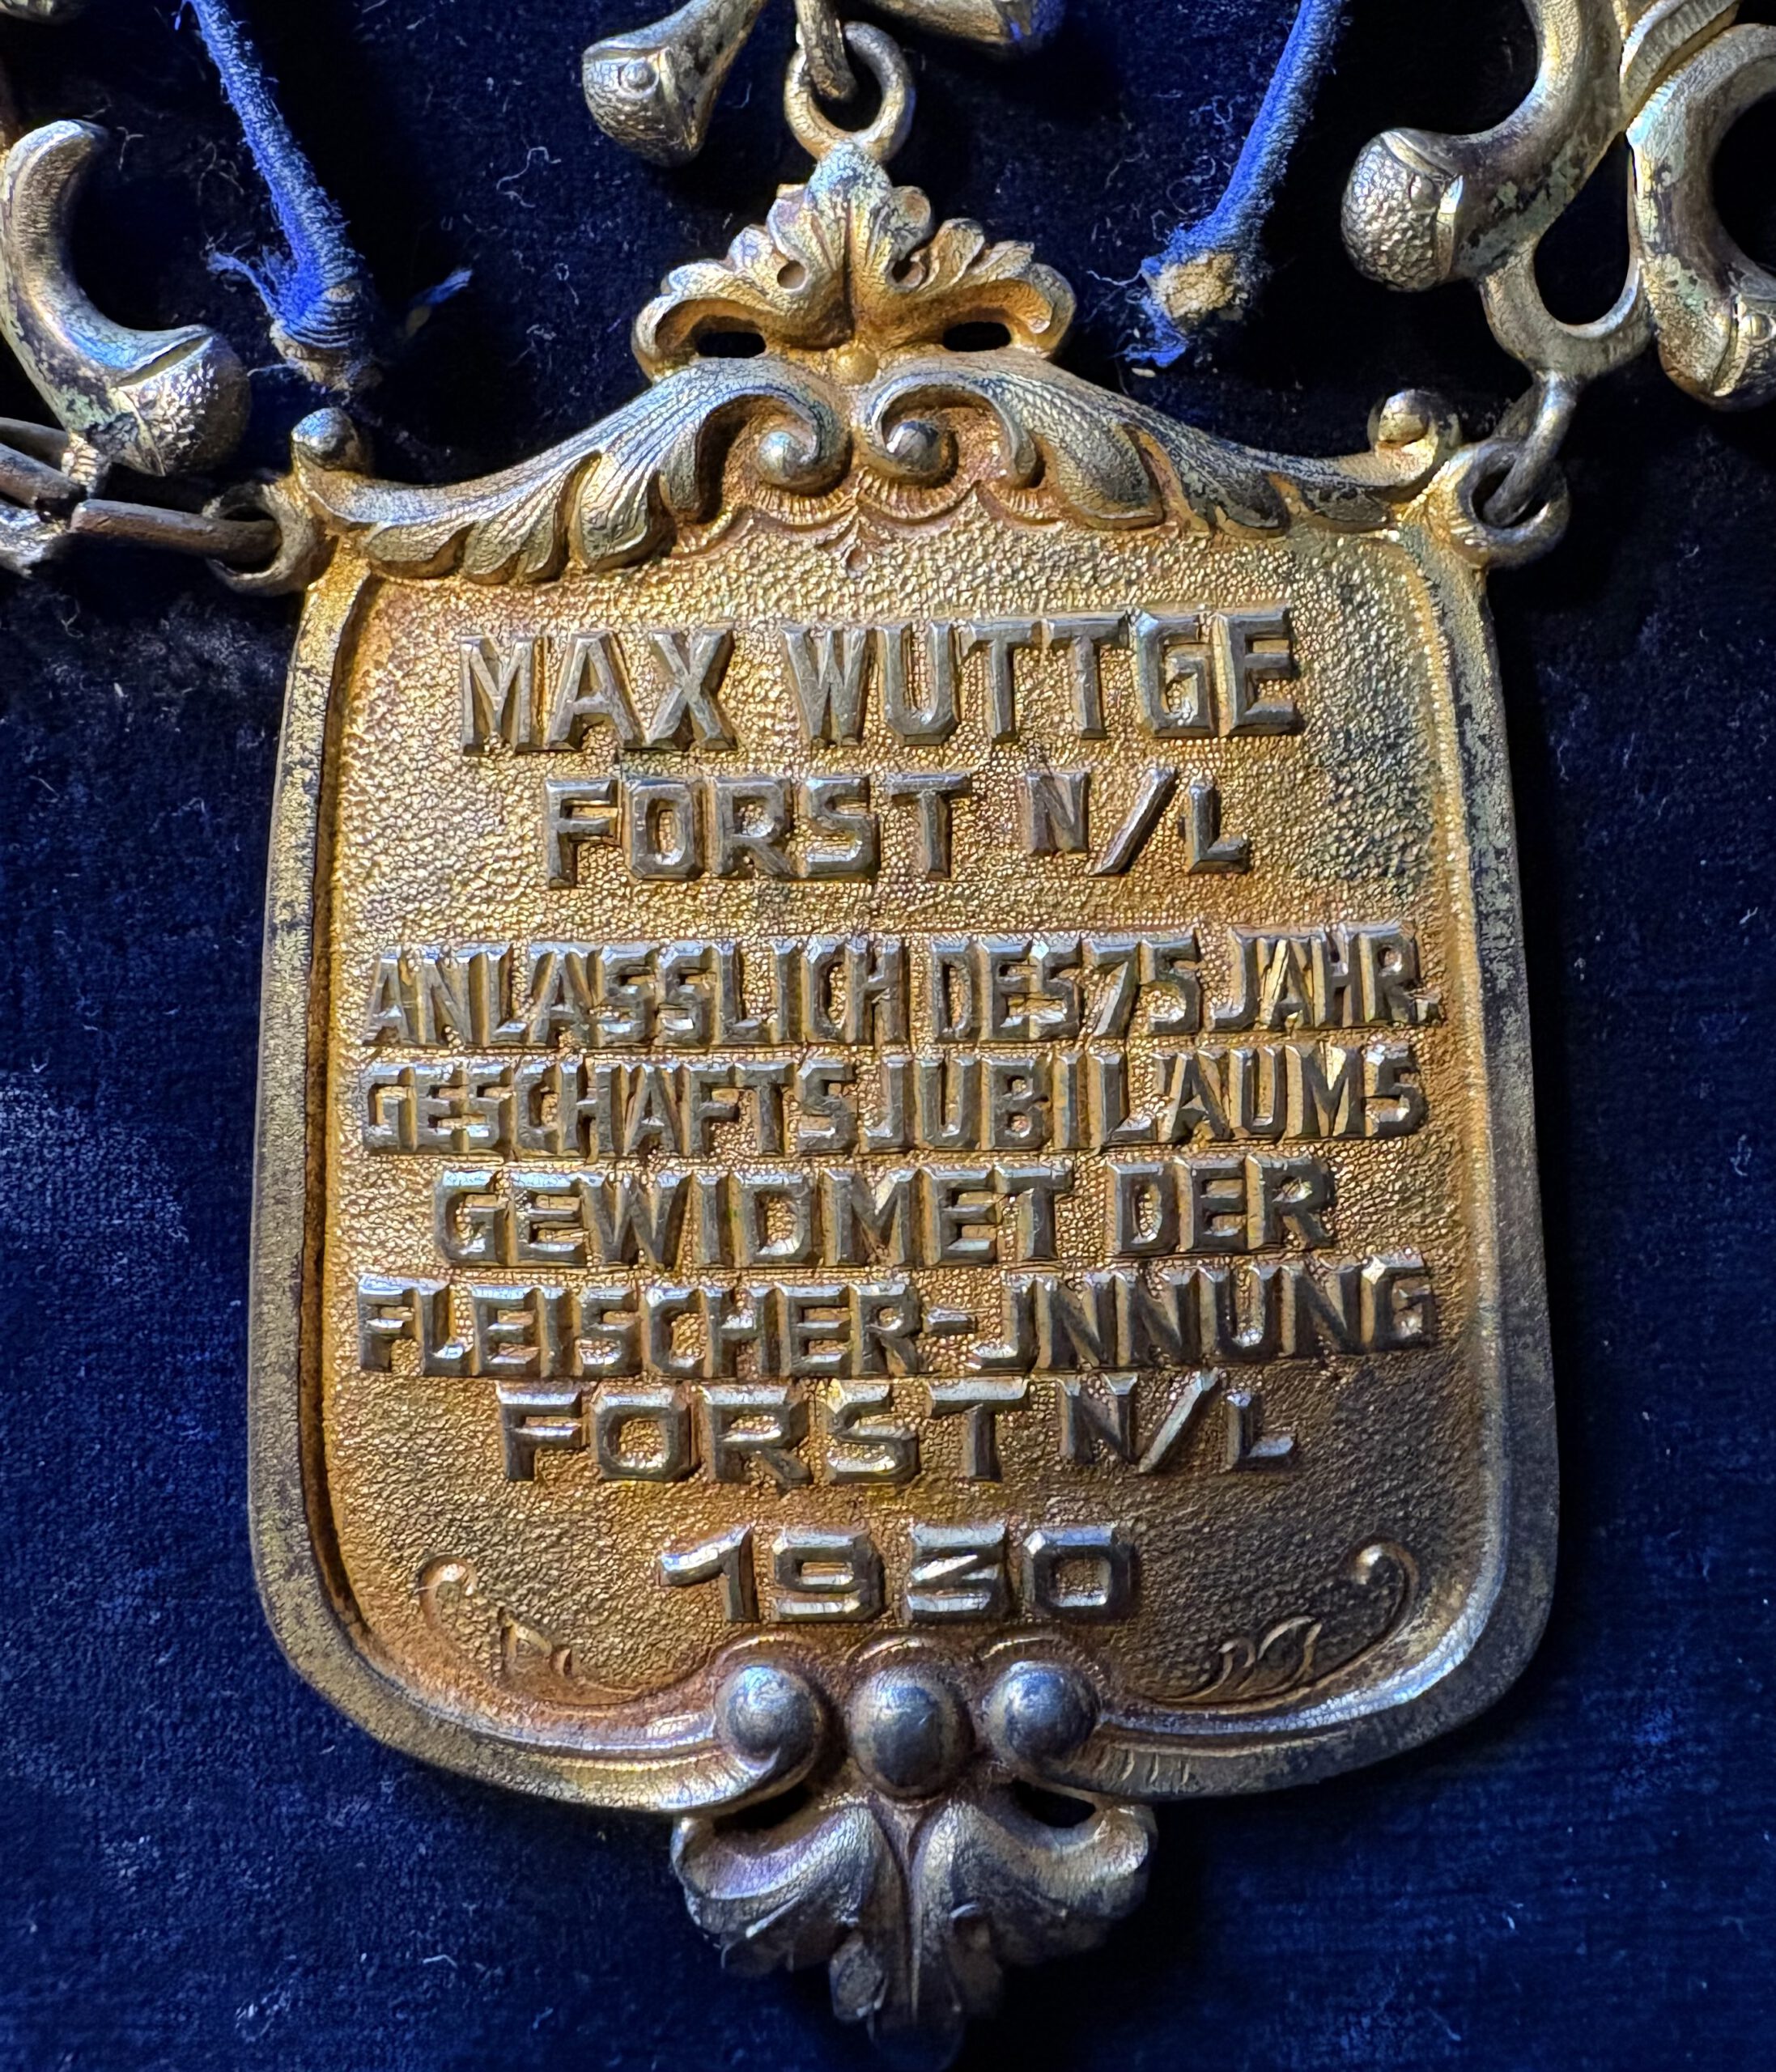 MAX WUTTGE
FORST N/L
ANLASSLICH DES 75 JAHR.
GESCHAFTSJUBILAUMS
GEWIDMET DER
FLEISCHER-JNNUNG
FORST N/L
1930